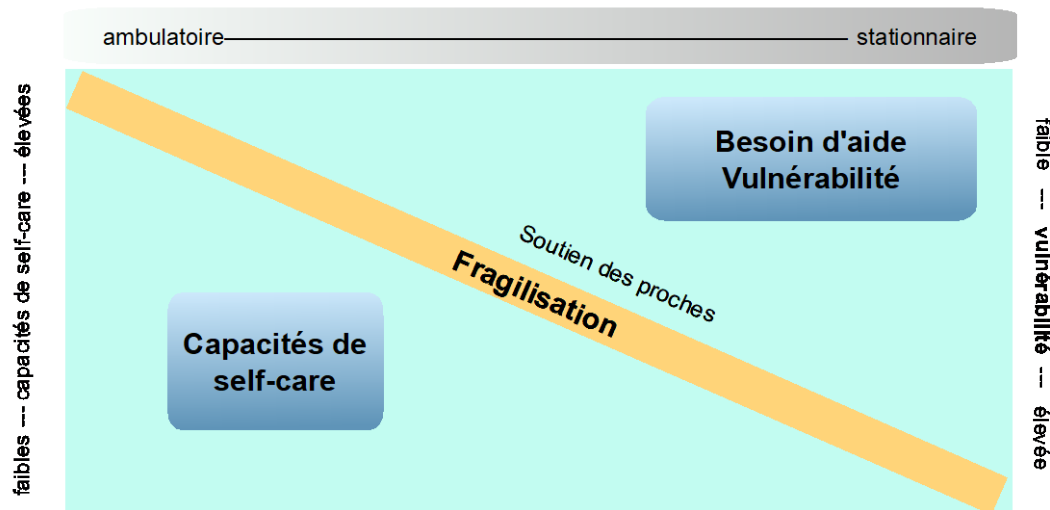 ambulatoire stationnaire
faibles --- capacités de self-care --- élevées
Besoin d'aide
Vulnérabilité
faible --- vulnérabilité --- élevée
Soutien des proches
Fragilisation
Capacités de
self-care